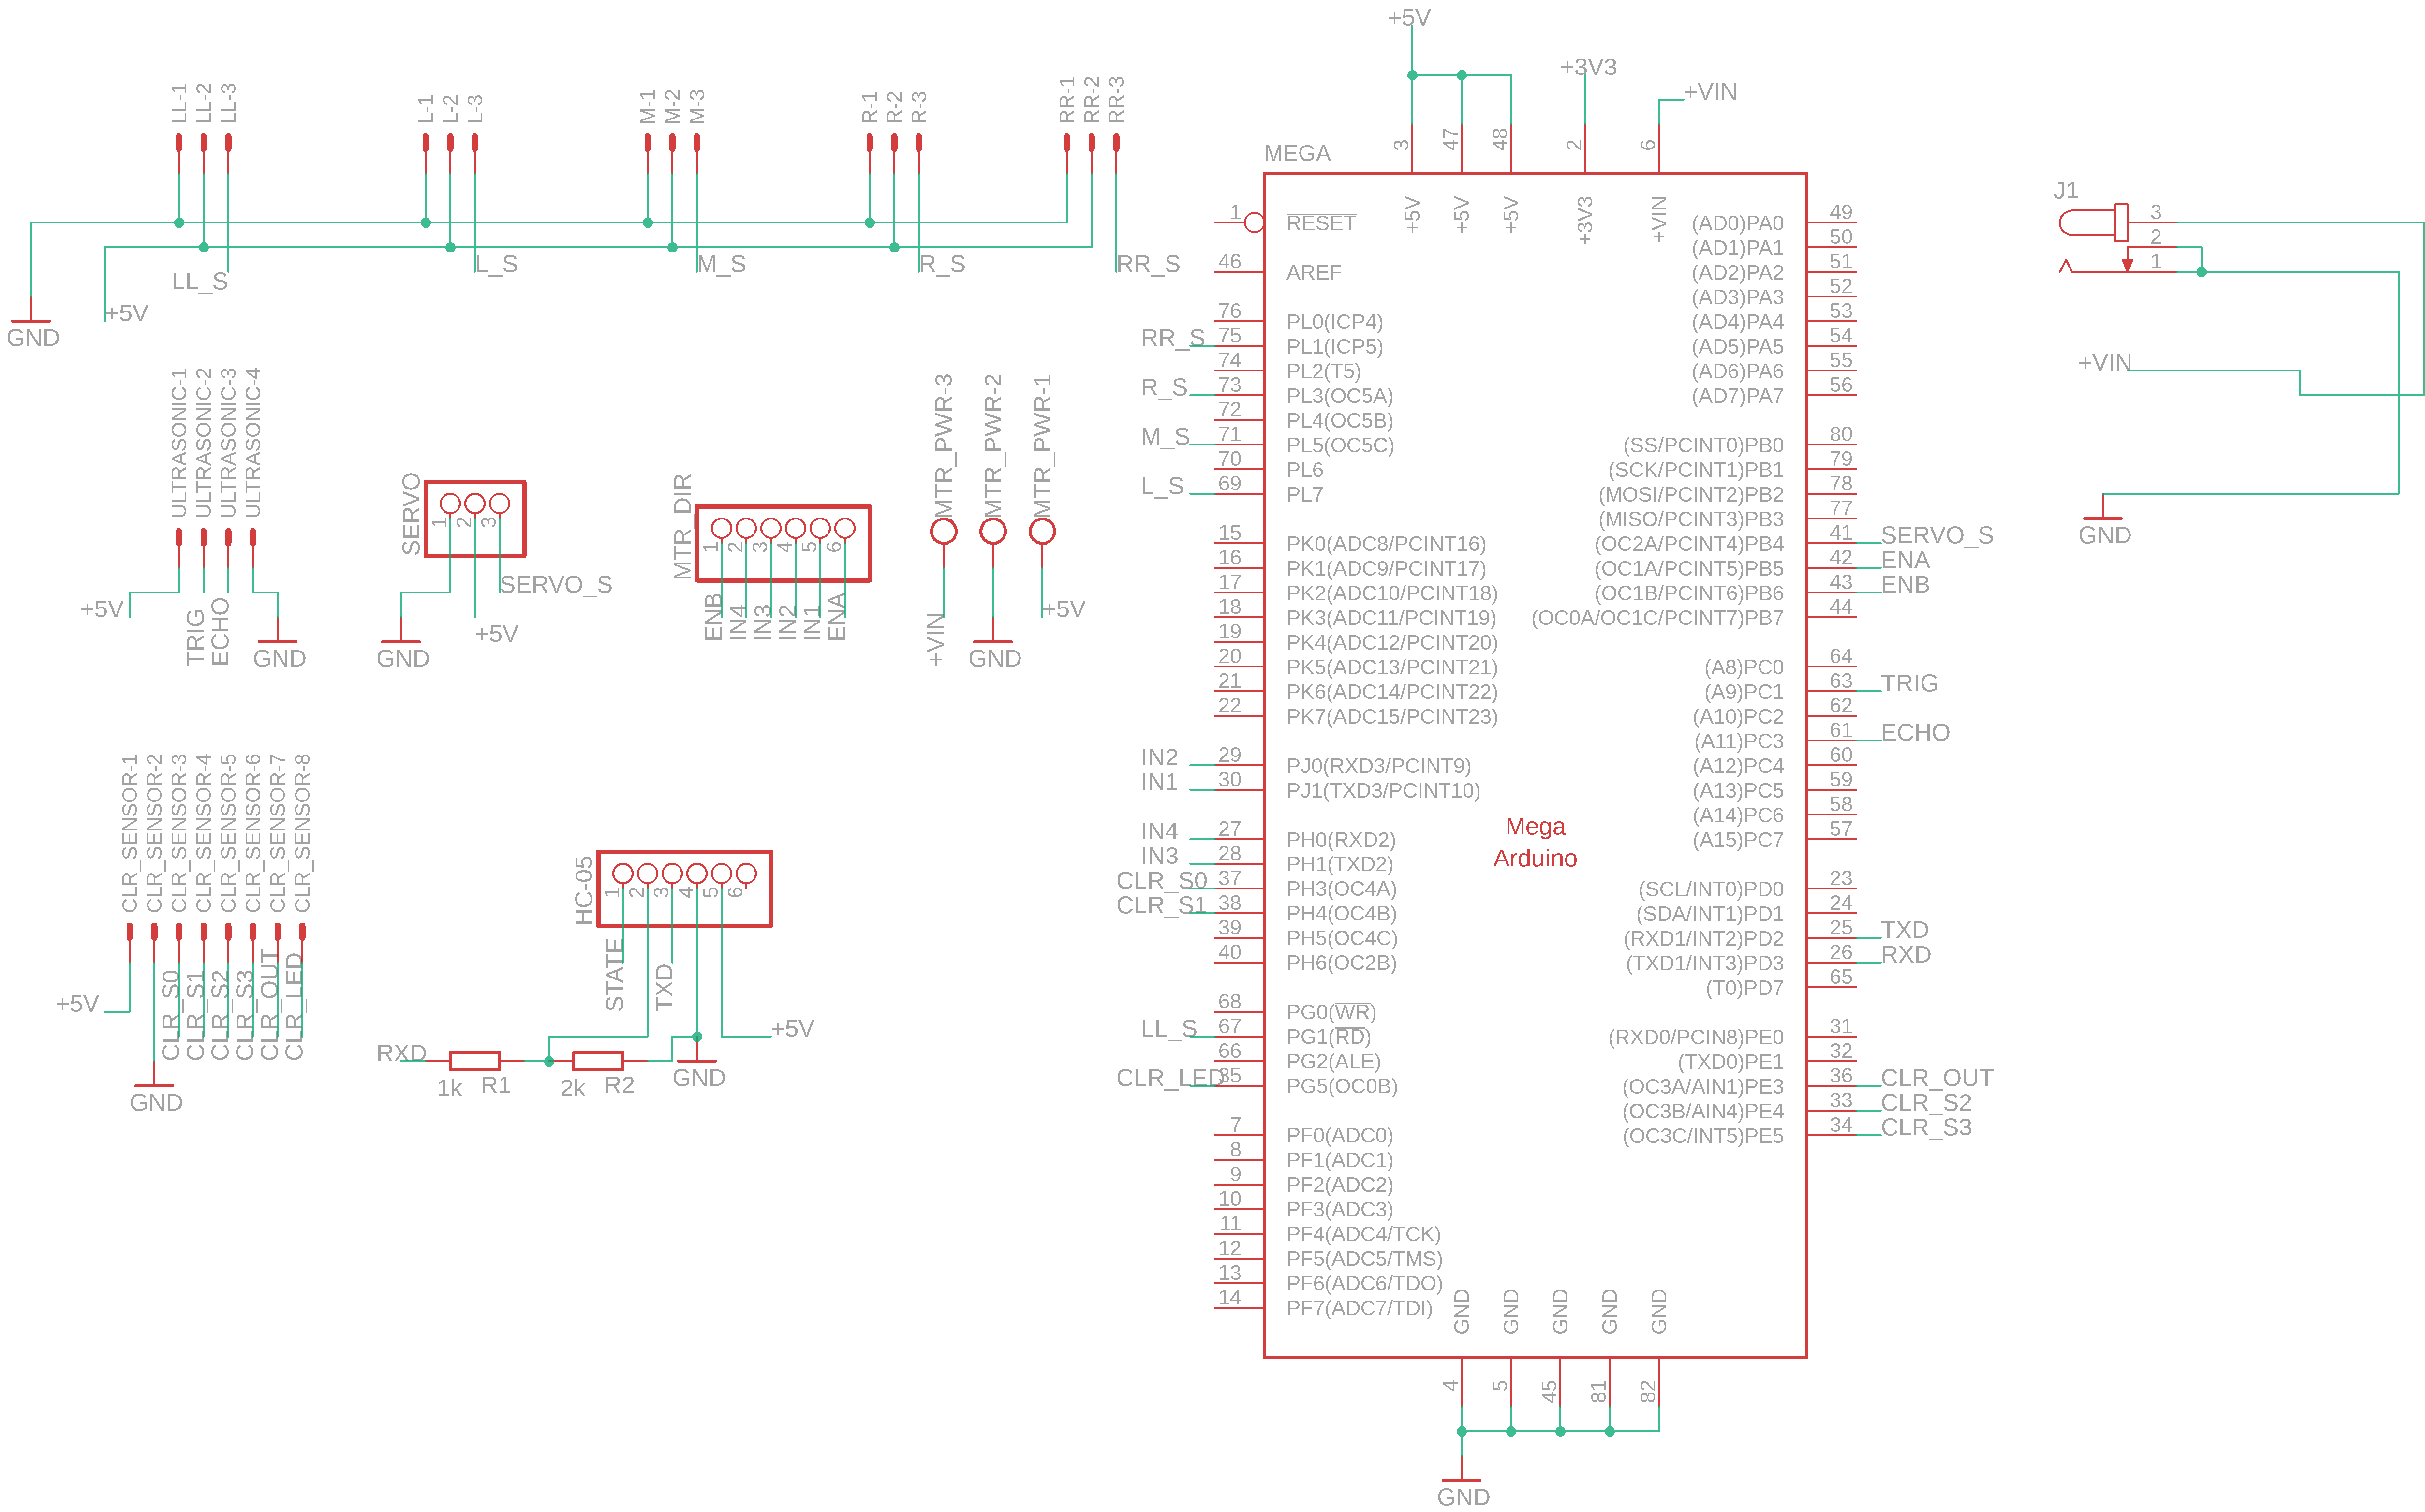 LL-1
LL-2
LL-3
L-1
L-2
L-3
M-1
M-2
M-3
R-1
R-2
R-3
RR-1
RR-2
RR-3
GND
+5V
LL_S
L_S
M_S
R_S
RR_S
ULTRASONIC-1
ULTRASONIC-2
ULTRASONIC-3
ULTRASONIC-4
+5V
TRIG
ECHO
GND
SERVO
1
2
3
GND
+5V
SERVO_S
MTR_DIR
1
2
3
4
5
6
ENB
IN4
IN3
IN2
IN1
ENA
MTR_PWR-3
MTR_PWR-2
MTR_PWR-1
+VIN
GND
+5V
CLR_SENSOR-1
CLR_SENSOR-2
CLR_SENSOR-3
CLR_SENSOR-4
CLR_SENSOR-5
CLR_SENSOR-6
CLR_SENSOR-7
CLR_SENSOR-8
+5V
GND
CLR_S0
CLR_S1
CLR_S2
CLR_S3
CLR_OUT
CLR_LED
HC-05
1
2
3
4
5
6
STATE
TXD
+5V
RXD
1k
R1
2k
R2
GND
+5V
+3V3
+VIN
MEGA
3
47
48
2
6
+5V
+5V
+5V
+3V3
+VIN
1 RESET
46 AREF
76 PL0(ICP4)
RR_S 75 PL1(ICP5)
74 PL2(T5)
R_S 73 PL3(OC5A)
72 PL4(OC5B)
M_S 71 PL5(OC5C)
70 PL6
L_S 69 PL7
15 PK0(ADC8/PCINT16)
16 PK1(ADC9/PCINT17)
17 PK2(ADC10/PCINT18)
18 PK3(ADC11/PCINT19)
19 PK4(ADC12/PCINT20)
20 PK5(ADC13/PCINT21)
21 PK6(ADC14/PCINT22)
22 PK7(ADC15/PCINT23)
IN2 29 PJ0(RXD3/PCINT9)
IN1 30 PJ1(TXD3/PCINT10)
IN4 27 PH0(RXD2)
IN3 28 PH1(TXD2)
CLR_S0 37 PH3(OC4A)
CLR_S1 38 PH4(OC4B)
39 PH5(OC4C)
40 PH6(OC2B)
68 PG0(WR)
LL_S 67 PG1(RD)
66 PG2(ALE)
CLR_LED 35 PG5(OC0B)
7 PF0(ADC0)
8 PF1(ADC1)
9 PF2(ADC2)
10 PF3(ADC3)
11 PF4(ADC4/TCK)
12 PF5(ADC5/TMS)
13 PF6(ADC6/TDO)
14 PF7(ADC7/TDI)
Mega
Arduino
(AD0)PA0 49
(AD1)PA1 50
(AD2)PA2 51
(AD3)PA3 52
(AD4)PA4 53
(AD5)PA5 54
(AD6)PA6 55
(AD7)PA7 56
(SS/PCINT0)PB0 80
(SCK/PCINT1)PB1 79
(MOSI/PCINT2)PB2 78
(MISO/PCINT3)PB3 77
(OC2A/PCINT4)PB4 41 SERVO_S
(OC1A/PCINT5)PB5 42 ENA
(OC1B/PCINT6)PB6 43 ENB
(OC0A/OC1C/PCINT7)PB7 44
(A8)PC0 64
(A9)PC1 63 TRIG
(A10)PC2 62
(A11)PC3 61 ECHO
(A12)PC4 60
(A13)PC5 59
(A14)PC6 58
(A15)PC7 57
(SCL/INT0)PD0 23
(SDA/INT1)PD1 24
(RXD1/INT2)PD2 25 TXD
(TXD1/INT3)PD3 26 RXD
(T0)PD7 65
(RXD0/PCIN8)PE0 31
(TXD0)PE1 32
(OC3A/AIN1)PE3 36 CLR_OUT
(OC3B/AIN4)PE4 33 CLR_S2
(OC3C/INT5)PE5 34 CLR_S3
GND
GND
GND
GND
GND
4
5
45
81
82
GND
J1
3
2
1
+VIN
GND